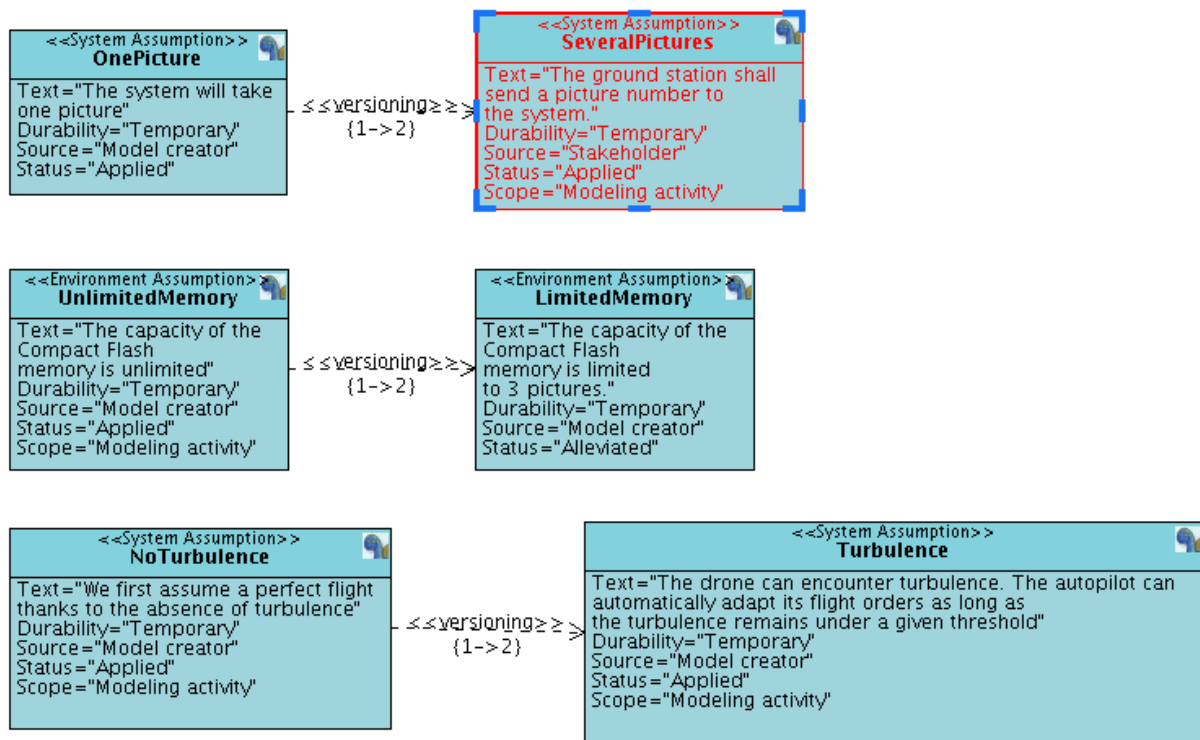 <<System Assumption>>
OnePicture
Text="The system will take
one picture"
Durability="Temporary"
Source="Model creator"
Status="Applied"
<<versioning>>
{1->2}
<<System Assumption>>
SeveralPictures
Text="The ground station shall
send a picture number to
the system."
Durability="Temporary"
Source="Stakeholder"
Status="Applied"
Scope="Modeling activity"
<<Environment Assumption>>
UnlimitedMemory
Text="The capacity of the
Compact Flash
memory is unlimited"
Durability="Temporary"
Source="Model creator"
Status="Applied"
Scope="Modeling activity"
<<versioning>>
{1->2}
<<Environment Assumption>>
LimitedMemory
Text="The capacity of the
Compact Flash
memory is limited
to 3 pictures."
Durability="Temporary"
Source="Model creator"
Status="Alleviated"
<<System Assumption>>
NoTurbulence
Text="We first assume a perfect flight
thanks to the absence of turbulence"
Durability="Temporary"
Source="Model creator"
Status="Applied"
Scope="Modeling activity"
<<versioning>>
{1->2}
<<System Assumption>>
Turbulence
Text="The drone can encounter turbulence. The autopilot can
automatically adapt its flight orders as long as
the turbulence remains under a given threshold"
Durability="Temporary"
Source="Model creator"
Status="Applied"
Scope="Modeling activity"